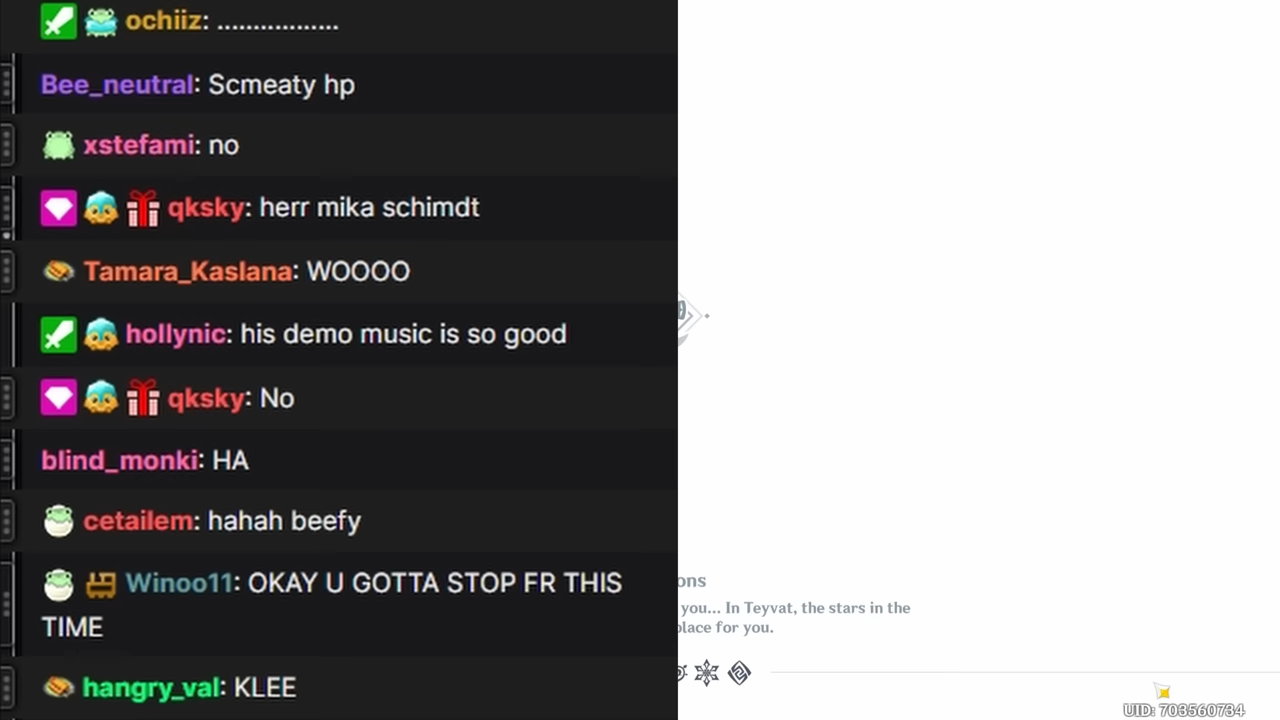 ochiiz: .................
Bee_neutral: Scmeaty hp
xstefami: no
qksky: herr mika schimdt
Tamara_Kaslana: WOOOO
hollynic: his demo music is so good
qksky: No
blind_monki: HA
cetailem: hahah beefy
Winoo11: OKAY U GOTTA STOP FR THIS
TIME
hangry_val: KLEE
ons
you... In Teyvat, the stars in the
place for you.
UID: 703560734